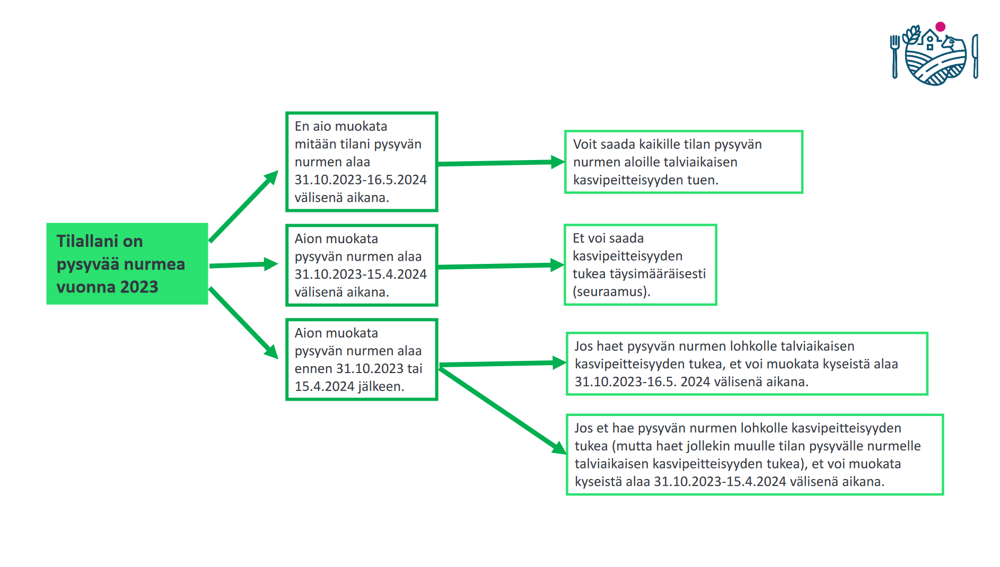 Tilallani on
pysyvää nurmea
vuonna 2023
En aio muokata
mitään tilani pysyvän
nurmen alaa
31.10.2023-16.5.2024
välisenä aikana.
Voit saada kaikille tilan pysyvän
nurmen aloille talviaikaisen
kasvipeitteisyyden tuen.
Aion muokata
pysyvän nurmen alaa
31.10.2023-15.4.2024
välisenä aikana.
Et voi saada
kasvipeitteisyyden
tukea täysimääräisesti
(seuraamus).
Aion muokata
pysyvän nurmen alaa
ennen 31.10.2023 tai
15.4.2024 jälkeen.
Jos haet pysyvän nurmen lohkolle talviaikaisen
kasvipeitteisyyden tukea, et voi muokata kyseistä alaa
31.10.2023-16.5. 2024 välisenä aikana.
Jos et hae pysyvän nurmen lohkolle kasvipeitteisyyden
tukea (mutta haet jollekin muulle tilan pysyvälle nurmelle
talviaikaisen kasvipeitteisyyden tukea), et voi muokata
kyseistä alaa 31.10.2023-15.4.2024 välisenä aikana.